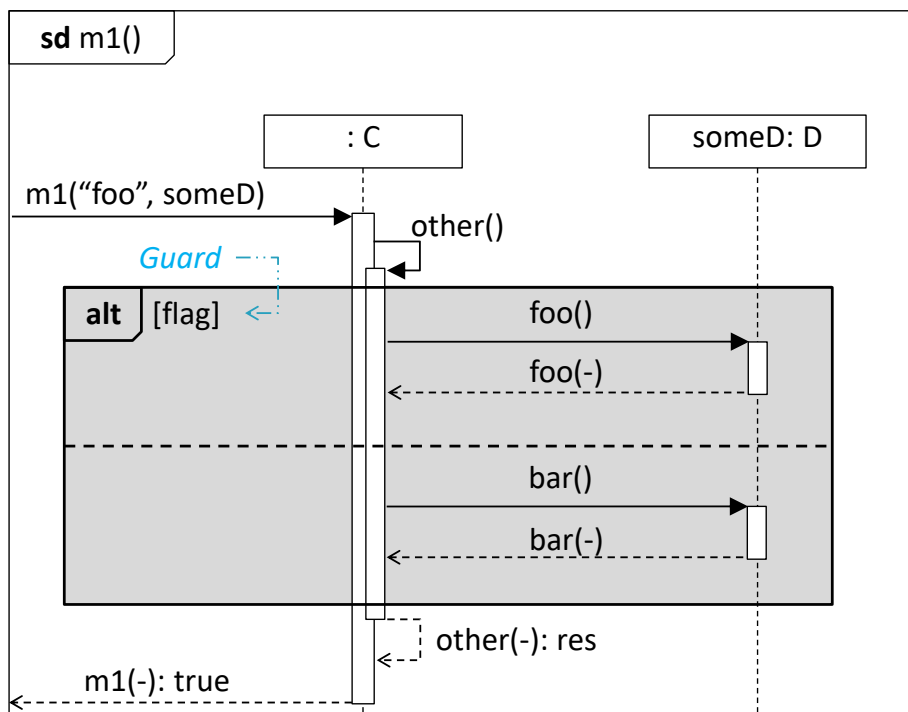 sd m1()
: C
someD: D
m1(“foo”, someD)
other()
Guard
alt [flag]
foo()
foo(-)
bar()
bar(-)
other(-): res
m1(-): true